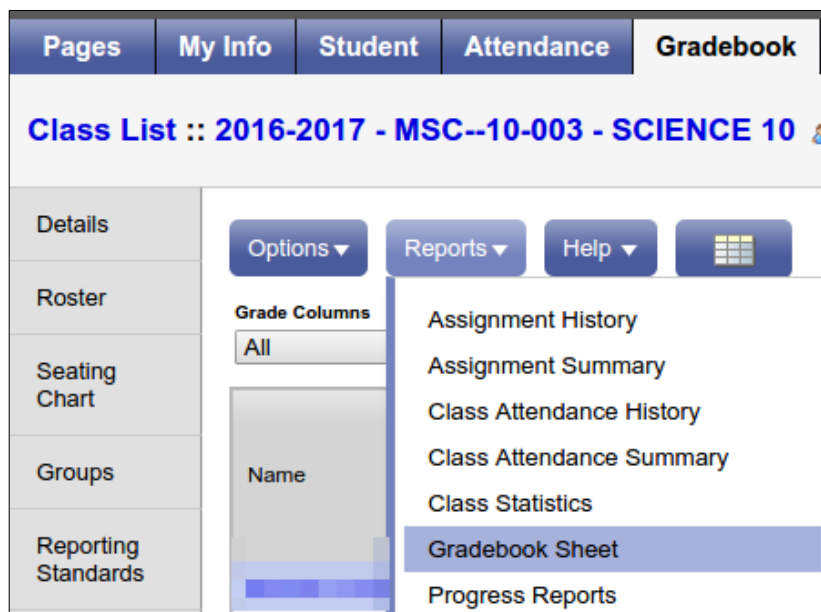 Pages My Info Student Attendance Gradebook
Class List :: 2016-2017 - MSC--10-003 - SCIENCE 10
Details
Roster
Seating
Chart
Groups
Reporting
Standards
Options Reports Help
Grade Columns
All
Name
Assignment History
Assignment Summary
Class Attendance History
Class Attendance Summary
Class Statistics
Gradebook Sheet
Progress Reports